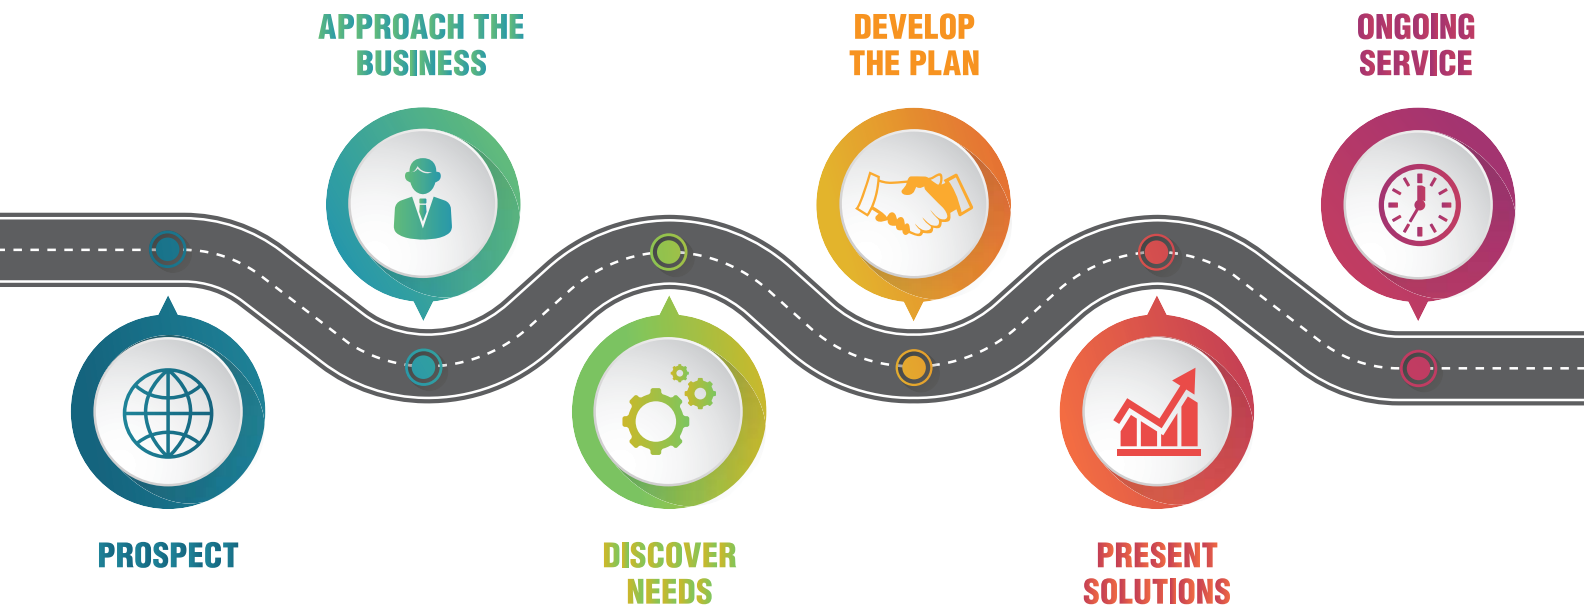 APPROACH THE
BUSINESS
DEVELOP
THE PLAN
ONGOING
SERVICE
PROSPECT
DISCOVER
NEEDS
PRESENT
SOLUTIONS